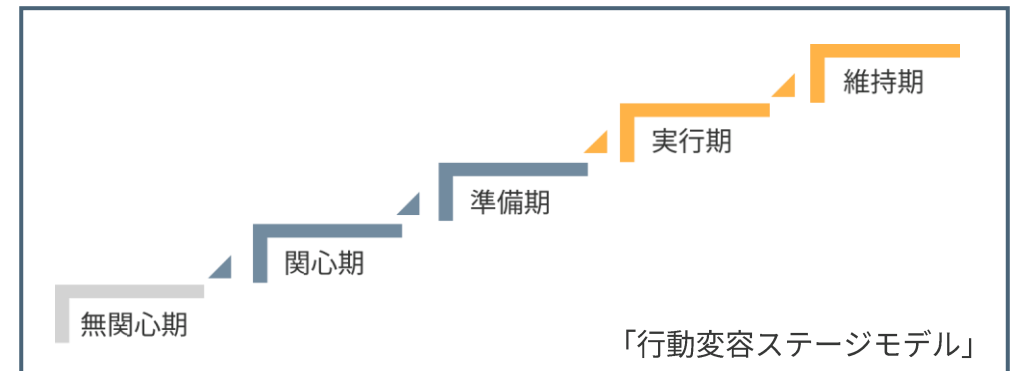 維持期
実行期
準備期
関心期
無関心期
「行動変容ステージモデル」